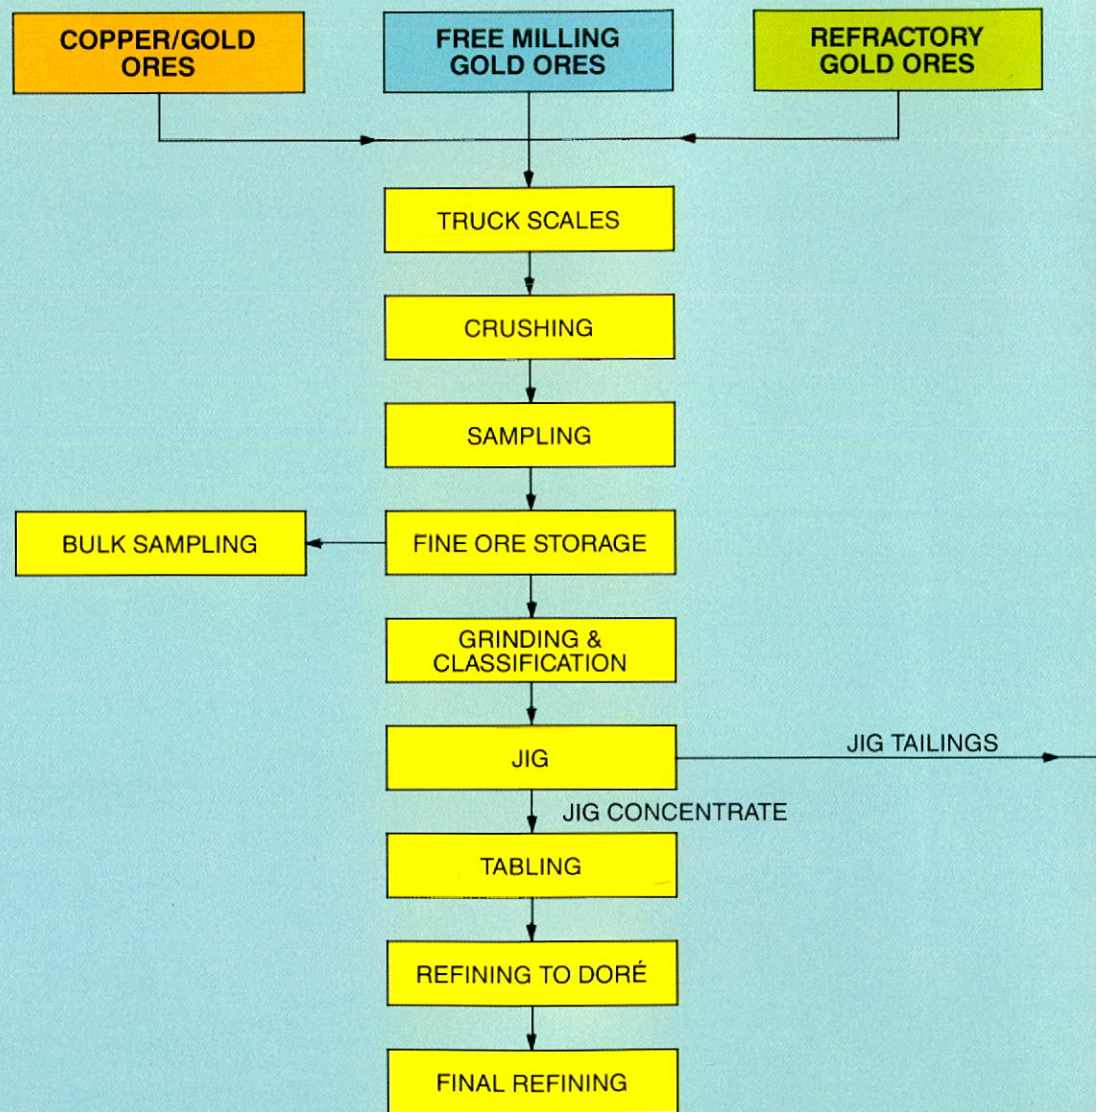 COPPER/GOLD
ORES
FREE MILLING
GOLD ORES
REFRACTORY
GOLD ORES
TRUCK SCALES
CRUSHING
SAMPLING
BULK SAMPLING
FINE ORE STORAGE
GRINDING &
CLASSIFICATION
JIG
JIG TAILINGS
JIG CONCENTRATE
TABLING
REFINING TO DORÉ
FINAL REFINING